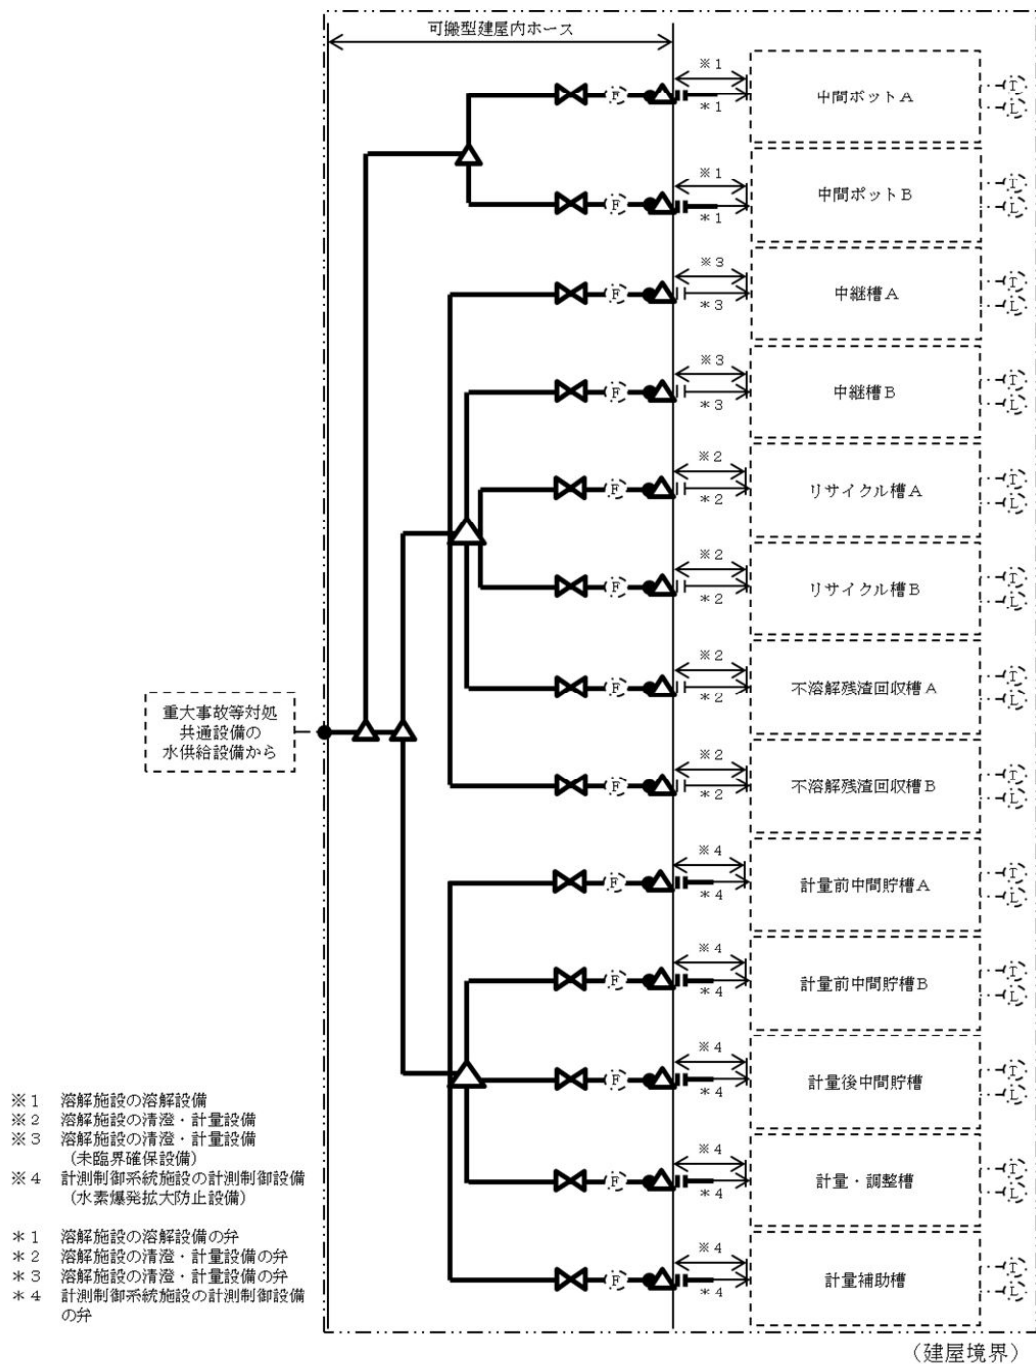 可搬型建屋内ホース
※1
*1
中間ポットA
T
L
F
※1
*1
中間ポットB
T
L
F
※3
*3
中継槽A
T
L
F
※3
*3
中継槽B
T
L
F
※2
*2
リサイクル槽A
T
L
F
※2
*2
リサイクル槽B
T
L
F
※2
*2
不溶解残渣回収槽A
T
L
F
重大事故等対処
共通設備の
水供給設備から
※2
*2
不溶解残渣回収槽B
T
L
F
※4
*4
計量前中間貯槽A
T
L
F
※4
*4
計量前中間貯槽B
T
L
F
※4
*4
計量後中間貯槽
T
L
F
※4
*4
計量・調整槽
T
L
F
※4
*4
計量補助槽
T
L
F
※1 溶解施設の溶解設備
※2 溶解施設の清澄・計量設備
※3 溶解施設の清澄・計量設備
(未臨界確保設備)
※4 計測制御系統施設の計測制御設備
(水素爆発拡大防止設備)
*1 溶解施設の溶解設備の弁
*2 溶解施設の清澄・計量設備の弁
*3 溶解施設の清澄・計量設備の弁
*4 計測制御系統施設の計測制御設備
の弁
(建屋境界)